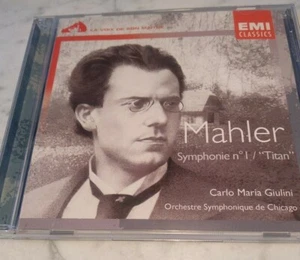 EMI
CLASSICS
Mahler
Symphonie n°1 / "Titan"
Carlo Maria Giulini
Orchestre Symphonique de Chicago